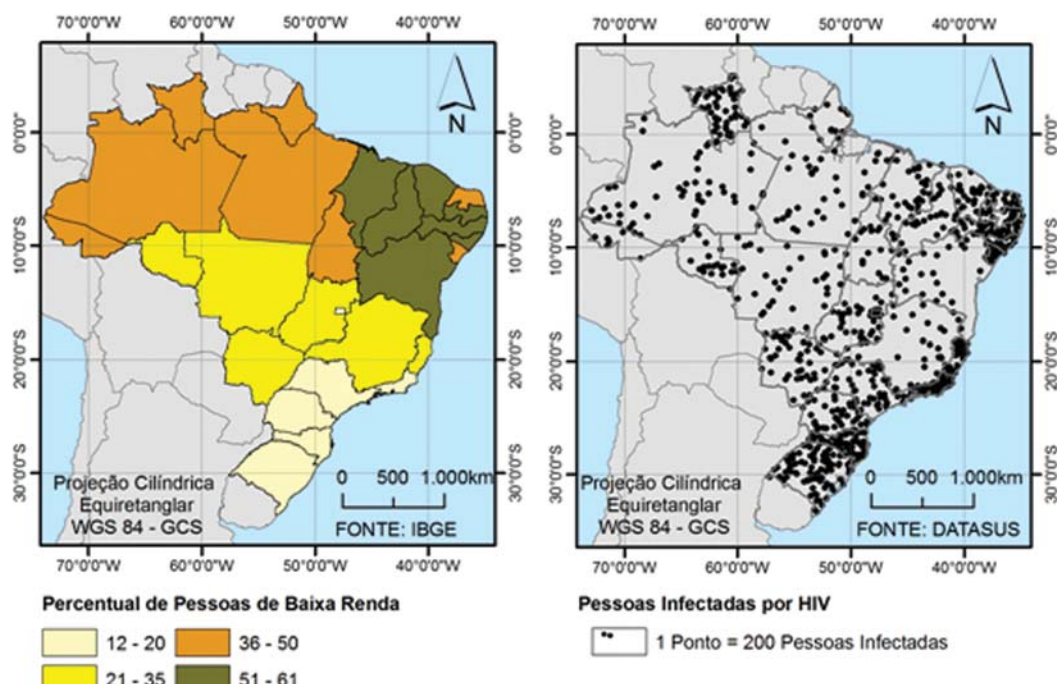 70°0'0"W 60°0'0"W 50°0'0"W 40°0'0"W
70°0'0"W 60°0'0"W 50°0'0"W 40°0'0"W
N
N
0°0'0"
10°0'0"S
20°0'0"S
30°0'0"S
0°0'0"
10°0'0"S
20°0'0"S
30°0'0"S
Projeção Cilíndrica
Equiretanglar
WGS 84 - GCS
0 500 1.000km
FONTE: IBGE
Projeção Cilíndrica
Equiretanglar
WGS 84 - GCS
0 500 1.000km
FONTE: DATASUS
70°0'0"W 60°0'0"W 50°0'0"W 40°0'0"W
70°0'0"W 60°0'0"W 50°0'0"W 40°0'0"W
Percentual de Pessoas de Baixa Renda
12 - 20 36 - 50
21 - 35 51 - 61
Pessoas Infectadas por HIV
1 Ponto = 200 Pessoas Infectadas